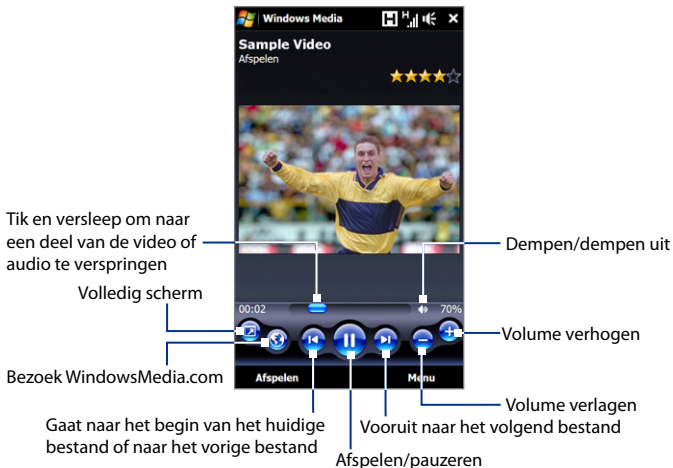 Windows Media
H
Sample Video
Afspelen
Tik en versleep om naar
een deel van de video of
audio te verspringen
Dempen/dempen uit
Volledig scherm
00:02
70%
Volume verhogen
Bezoek WindowsMedia.com
Afspelen
Menu
Volume verlagen
Gaat naar het begin van het huidige
bestand of naar het vorige bestand
Vooruit naar het volgend bestand
Afspelen/pauzeren